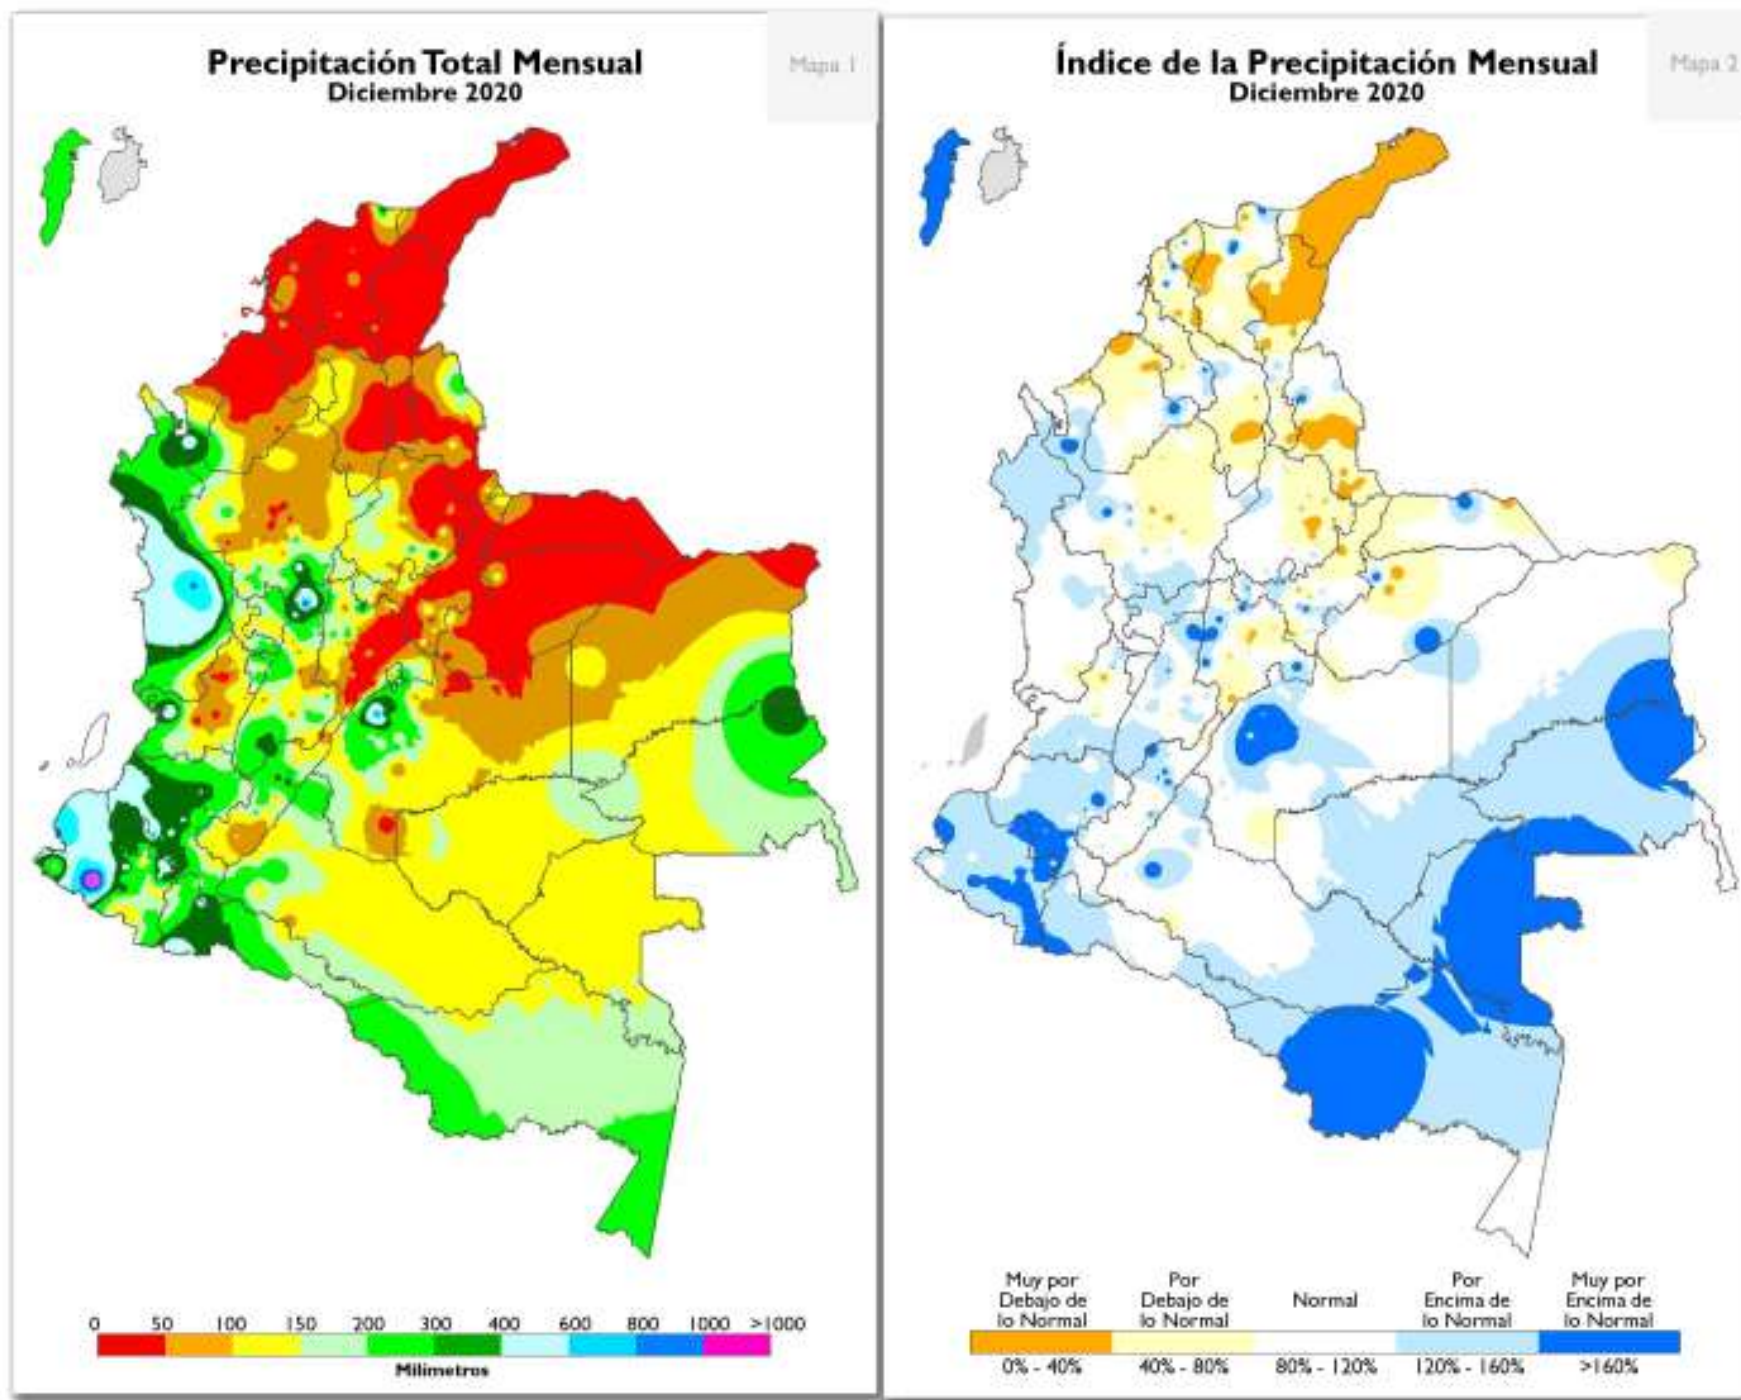 Precipitación Total Mensual
Diciembre 2020
Mapa 1
0 50 100 150 200 300 400 600 800 1000 >1000
Milímetros
Índice de la Precipitación Mensual
Diciembre 2020
Mapa 2
Muy por
Debajo de
lo Normal
Por
Debajo de
lo Normal
Normal
Por
Encima de
lo Normal
Muy por
Encima de
lo Normal
0% - 40% 40% - 80% 80% - 120% 120% - 160% >160%